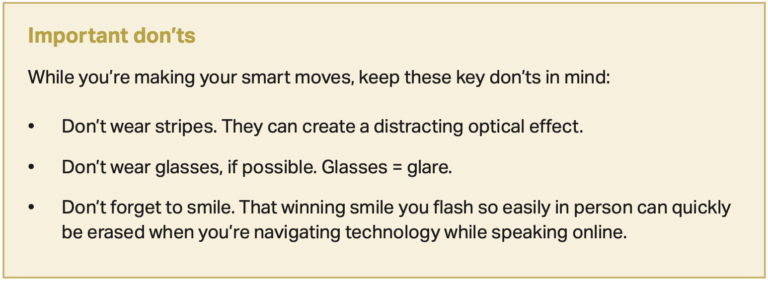 Important don’ts
While you’re making your smart moves, keep these key don’ts in mind:
• Don’t wear stripes. They can create a distracting optical effect.
• Don’t wear glasses, if possible. Glasses = glare.
• Don’t forget to smile. That winning smile you flash so easily in person can quickly
be erased when you’re navigating technology while speaking online.